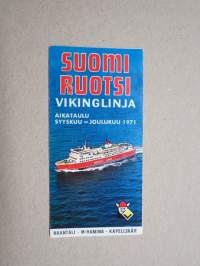 SUOMI
RUOTSI
VIKINGLINJA
AIKATAULU
SYYSKUU – JOULUKUU 1971
NAANTALI - M-HAMINA - KAPELLSKÄR